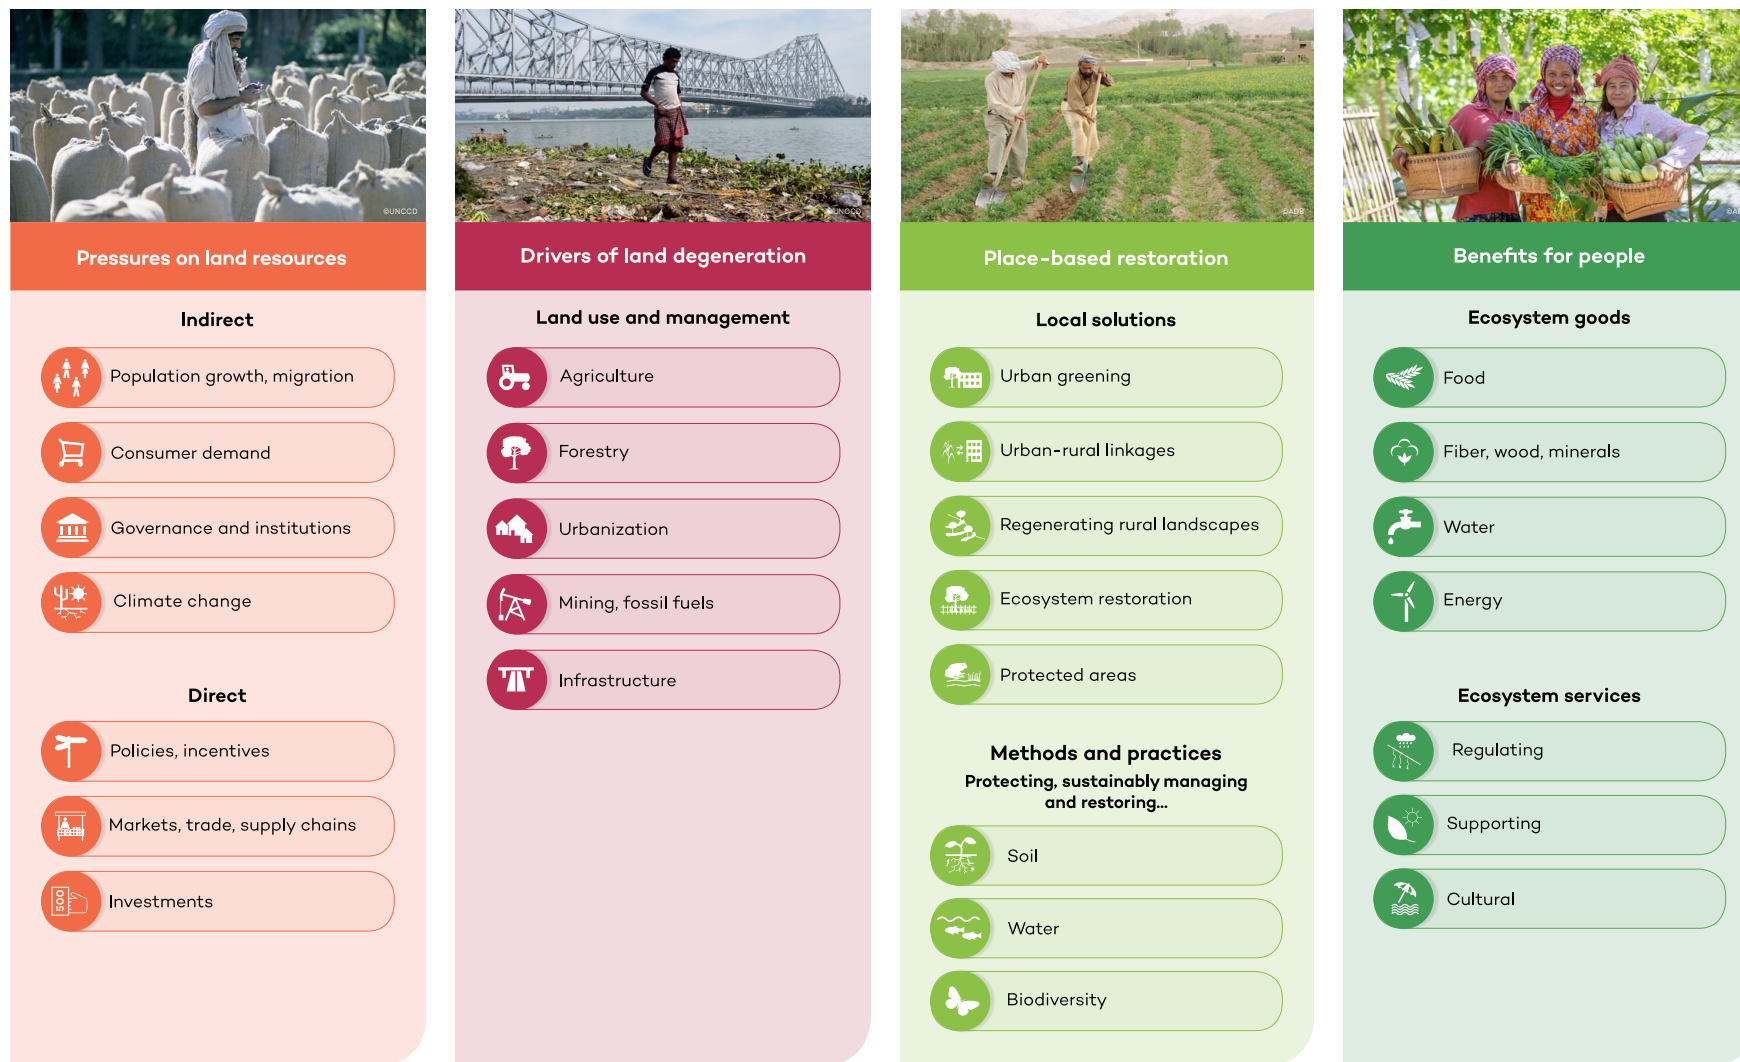 ©UNCCD
©UNCCD
©ADB
Pressures on land resources
Indirect
Population growth, migration
Consumer demand
Governance and institutions
Climate change
Direct
Policies, incentives
Markets, trade, supply chains
500
Investments
Drivers of land degeneration
Land use and management
Agriculture
Forestry
Urbanization
Mining, fossil fuels
Infrastructure
Place-based restoration
Local solutions
Urban greening
Urban-rural linkages
Regenerating rural landscapes
Ecosystem restoration
Protected areas
Methods and practices
Protecting, sustainably managing
and restoring...
Soil
Water
Biodiversity
Benefits for people
Ecosystem goods
Food
Fiber, wood, minerals
Water
Energy
Ecosystem services
Regulating
Supporting
Cultural